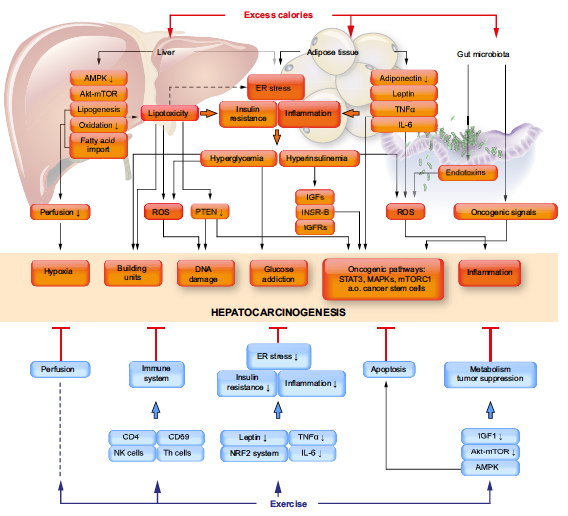 Excess calories
Liver
Adipose tissue
Gut microbiota
AMPK ↓
Akt-mTOR
Lipogenesis
Oxidation ↓
Fatty acid
import
Lipotoxicity
ER stress
Insulin
resistance
Inflammation
Adiponectin ↓
Leptin
TNFα
IL-6
Hyperglycemia
Hyperinsulinemia
Endotoxins
IGFs
INSR-B
IGFRs
Perfusion ↓
ROS
PTEN ↓
ROS
Oncogenic signals
Hypoxia
Building
units
DNA
damage
Glucose
addiction
Oncogenic pathways:
STAT3, MAPKs, mTORC1
a.o. cancer stem cells
Inflammation
HEPATOCARCINOGENESIS
Perfusion
Immune
system
ER stress ↓
Insulin
resistance ↓
Inflammation ↓
Apoptosis
Metabolism
tumor suppression
CD4
CD69
NK cells
Th cells
Leptin ↓
TNFα ↓
NRF2 system
IL-6 ↓
IGF1 ↓
Akt-mTOR ↓
AMPK
Exercise